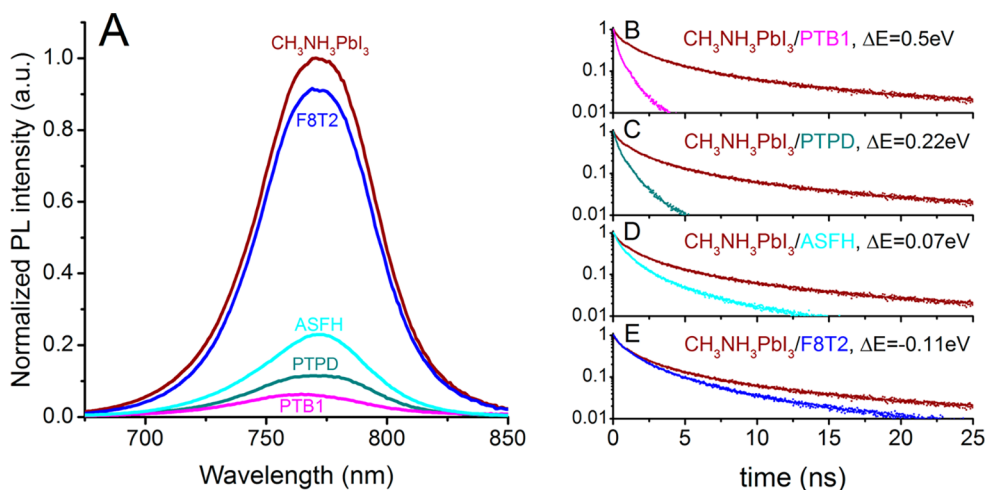 A
CH₃NH₃PbI₃
F8T2
ASFH
PTPD
PTB1
Normalized PL intensity (a.u.)
1.0
0.8
0.6
0.4
0.2
0.0
700 750 800 850
Wavelength (nm)
B CH₃NH₃PbI₃/PTB1, ΔE=0.5eV
1
0.1
0.01
C CH₃NH₃PbI₃/PTPD, ΔE=0.22eV
1
0.1
0.01
D CH₃NH₃PbI₃/ASFH, ΔE=0.07eV
1
0.1
0.01
E CH₃NH₃PbI₃/F8T2, ΔE=-0.11eV
1
0.1
0.01
0 5 10 15 20 25
time (ns)